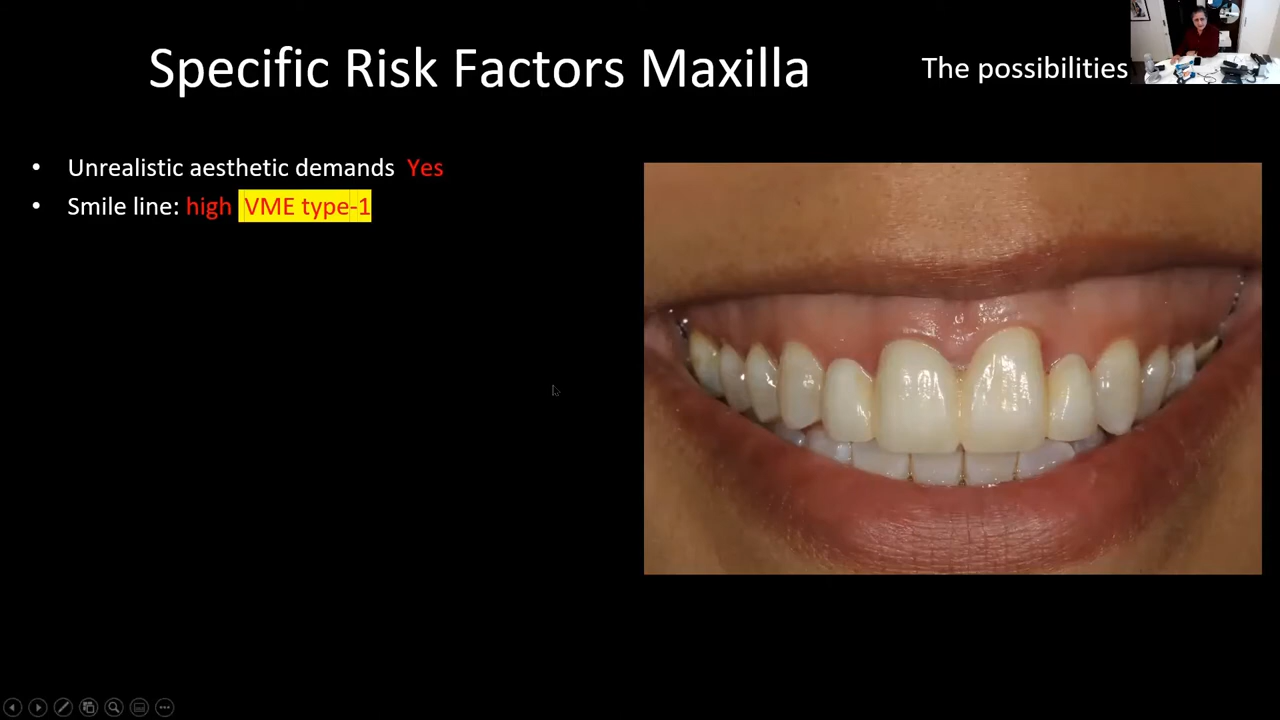 Specific Risk Factors Maxilla
The possibilities
• Unrealistic aesthetic demands Yes
• Smile line: high VME type-1